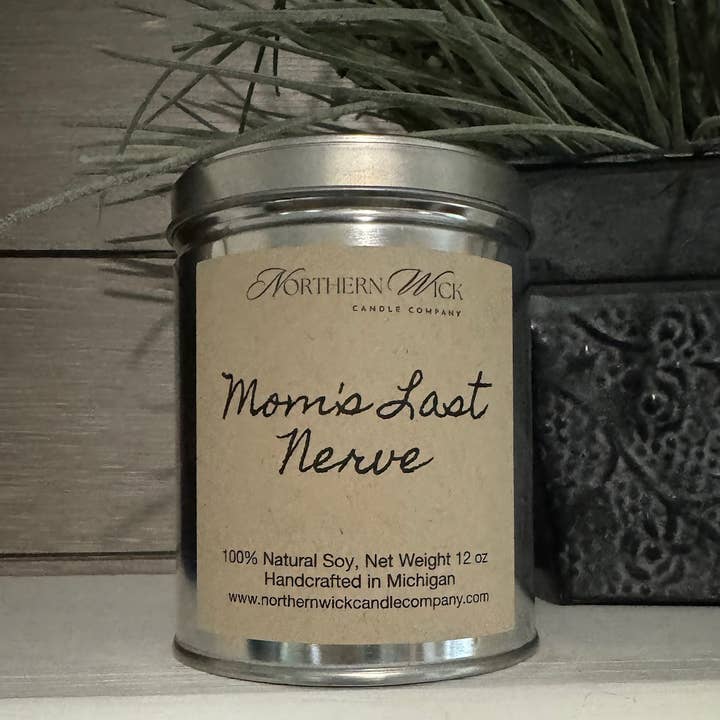 Northern Wick
CANDLE COMPANY
Mom's Last
Nerve
100% Natural Soy, Net Weight 12 oz
Handcrafted in Michigan
www.northernwickcandlecompany.com